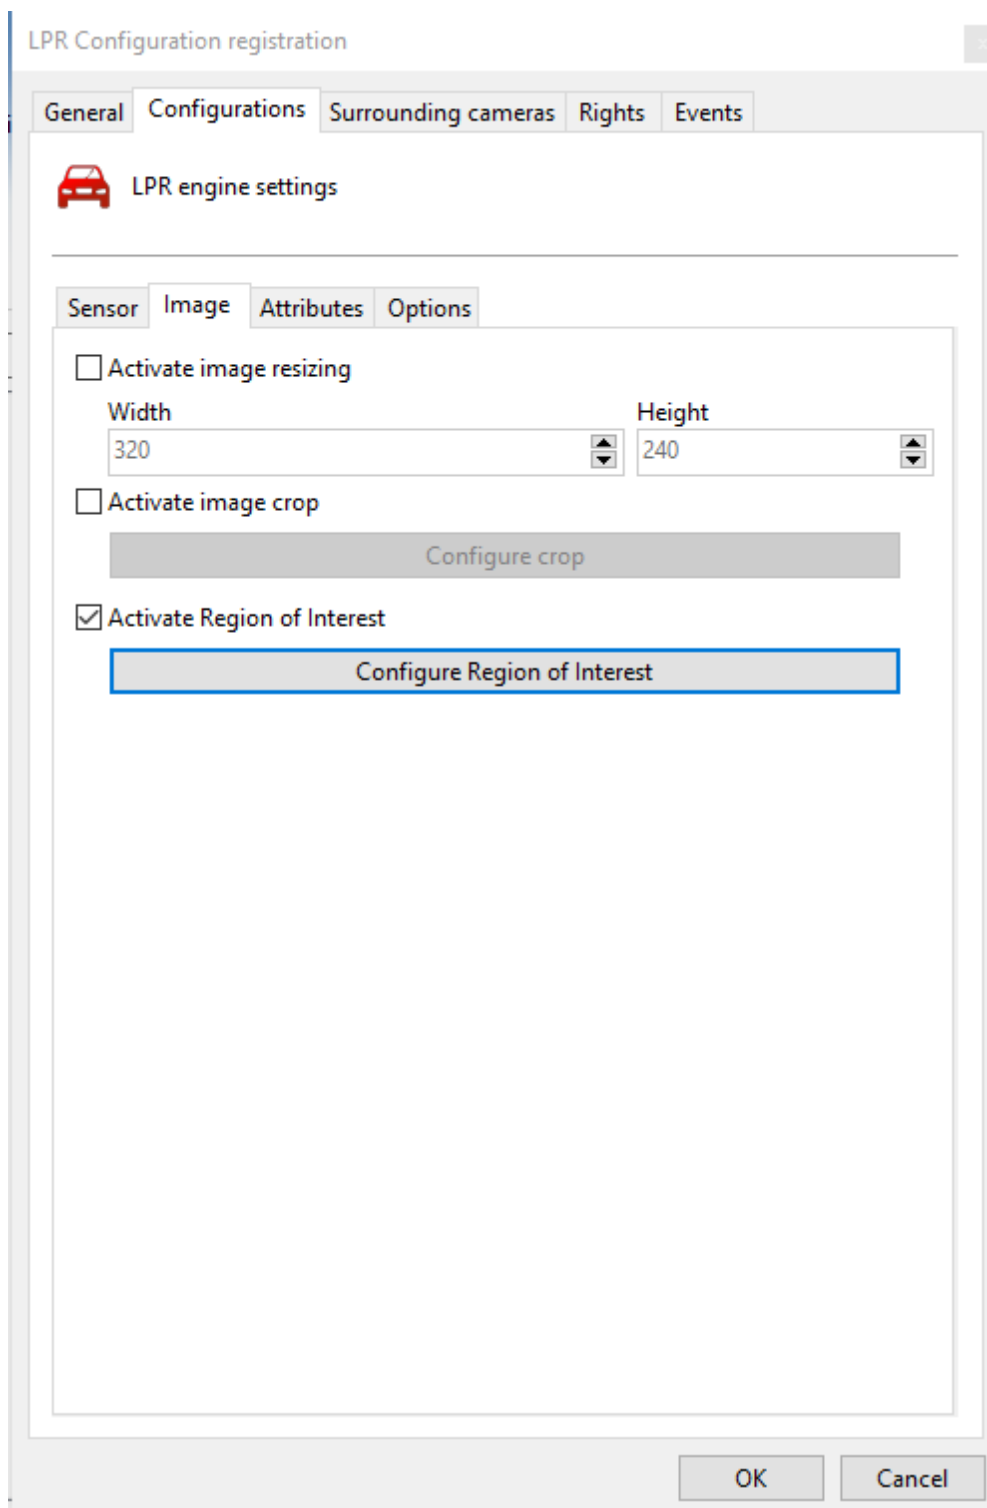 LPR Configuration registration
General Configurations Surrounding cameras Rights Events
LPR engine settings
Sensor Image Attributes Options
Activate image resizing
Width Height
320 240
Activate image crop
Configure crop
Activate Region of Interest
Configure Region of Interest
OK Cancel